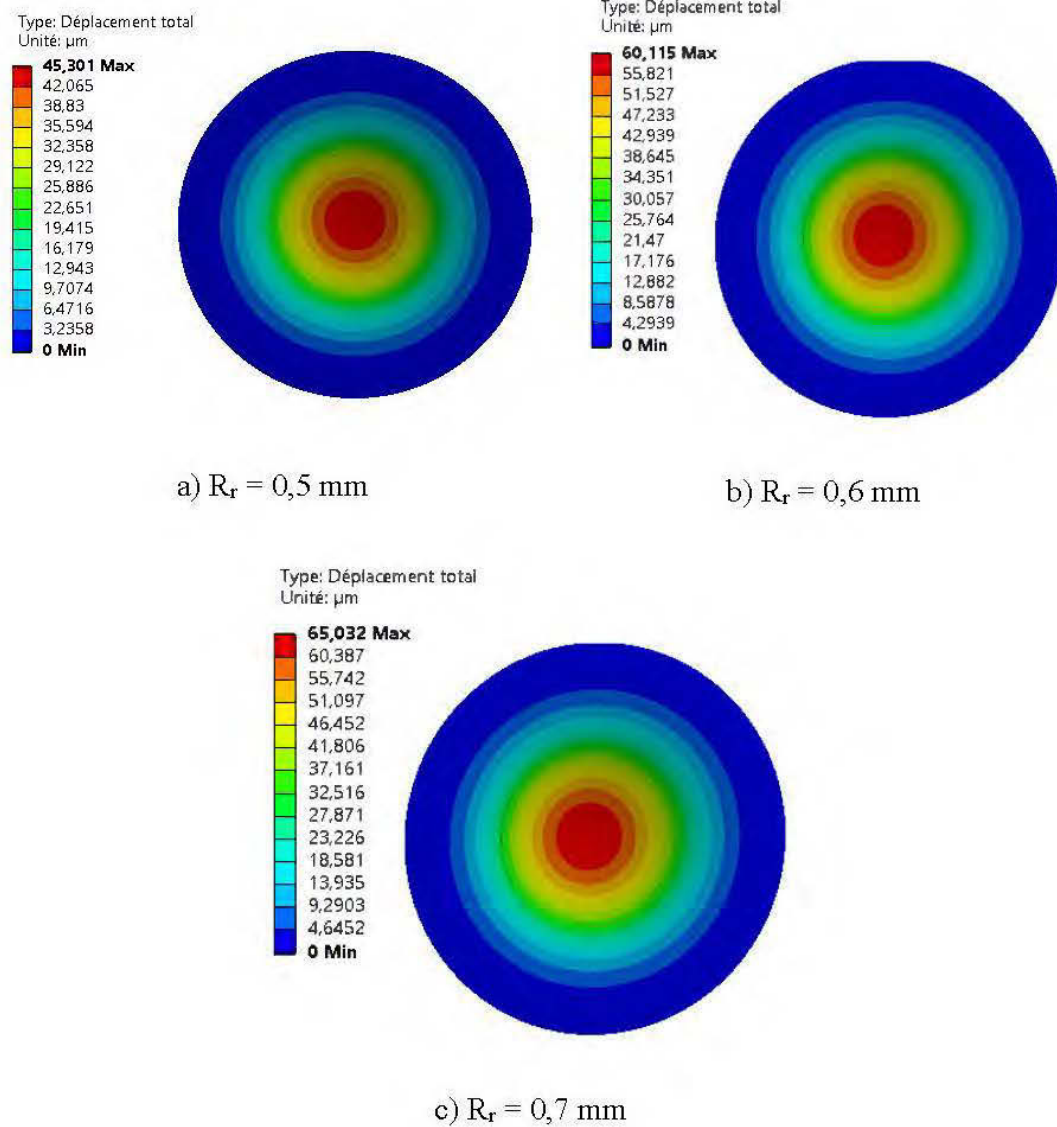 Type: Déplacement total
Unité: µm
45,301 Max
42,065
38,83
35,594
32,358
29,122
25,886
22,651
19,415
16,179
12,943
9,7074
6,4716
3,2358
0 Min
a) Rᵣ = 0,5 mm
Type: Déplacement total
Unité: µm
60,115 Max
55,821
51,527
47,233
42,939
38,645
34,351
30,057
25,764
21,47
17,176
12,882
8,5878
4,2939
0 Min
b) Rᵣ = 0,6 mm
Type: Déplacement total
Unité: µm
65,032 Max
60,387
55,742
51,097
46,452
41,806
37,161
32,516
27,871
23,226
18,581
13,935
9,2903
4,6452
0 Min
c) Rᵣ = 0,7 mm